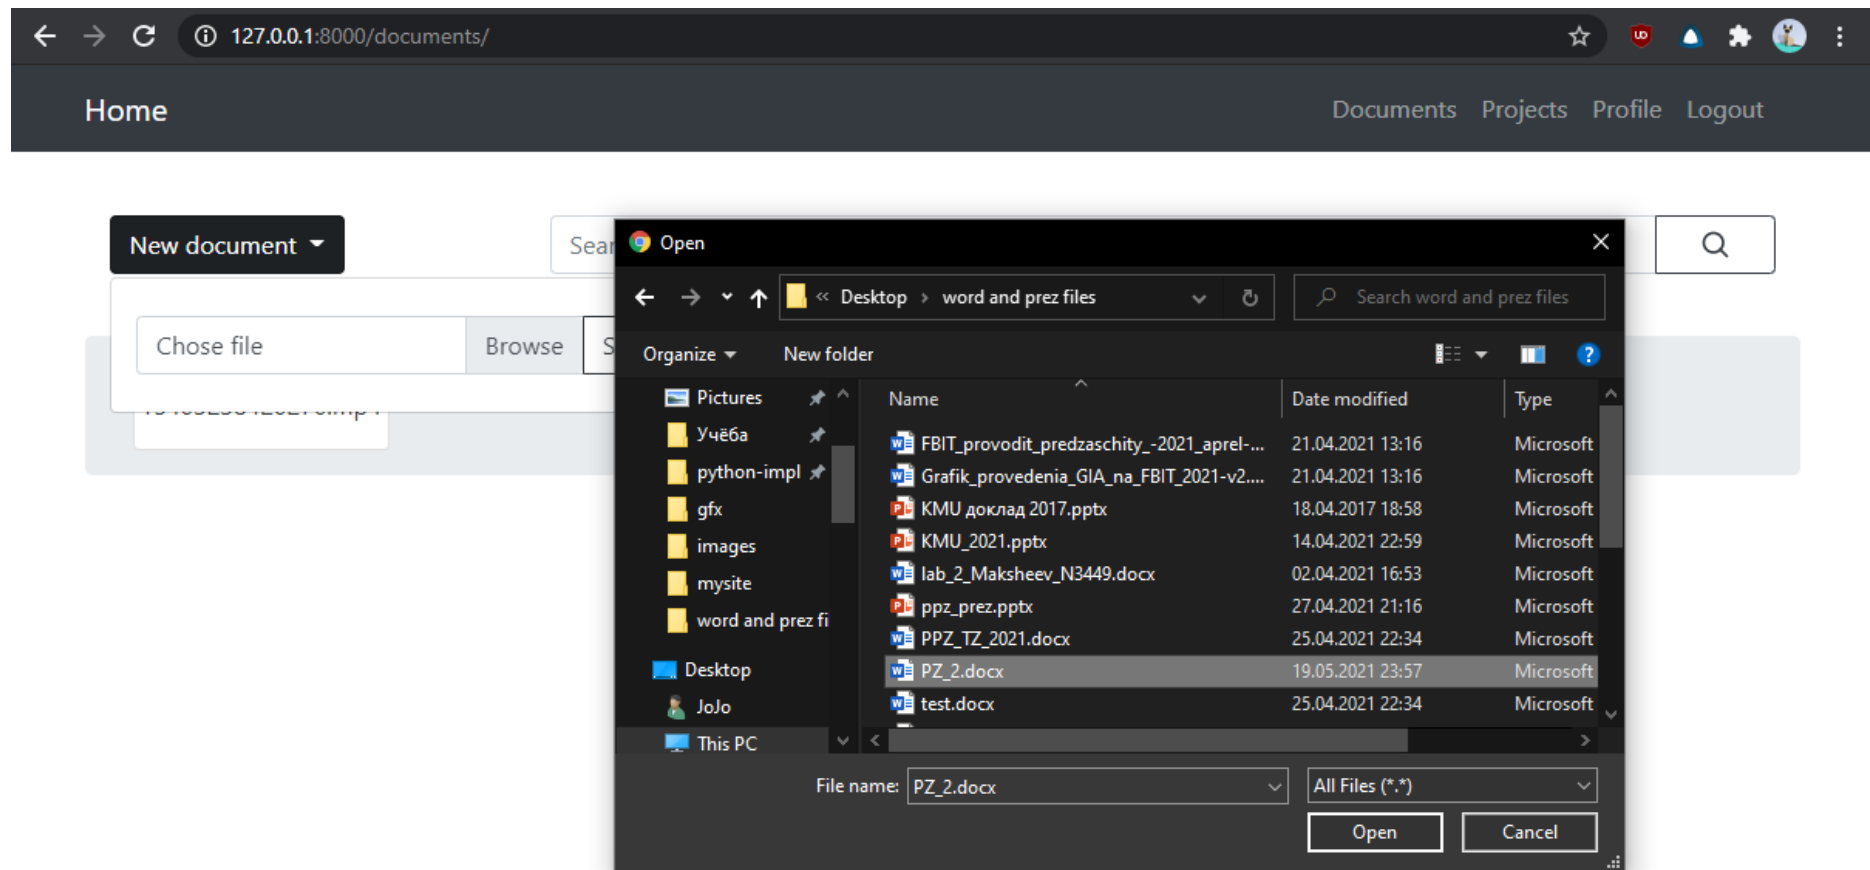 127.0.0.1:8000/documents/
Home Documents Projects Profile Logout
New document
Sear
Chose file Browse S
Open
« Desktop > word and prez files
Search word and prez files
Organize New folder
Pictures
Учёба
python-impl
gfx
images
mysite
word and prez fi
Desktop
JoJo
This PC
Name Date modified Type
FBIT_provodit_predzaschity_-2021_aprel-... 21.04.2021 13:16 Microsoft
Grafik_provedenia_GIA_na_FBIT_2021-v2.... 21.04.2021 13:16 Microsoft
KMU доклад 2017.pptx 18.04.2017 18:58 Microsoft
KMU_2021.pptx 14.04.2021 22:59 Microsoft
lab_2_Maksheev_N3449.docx 02.04.2021 16:53 Microsoft
ppz_prez.pptx 27.04.2021 21:16 Microsoft
PPZ_TZ_2021.docx 25.04.2021 22:34 Microsoft
PZ_2.docx 19.05.2021 23:57 Microsoft
test.docx 25.04.2021 22:34 Microsoft
File name: PZ_2.docx All Files (*.*)
Open Cancel